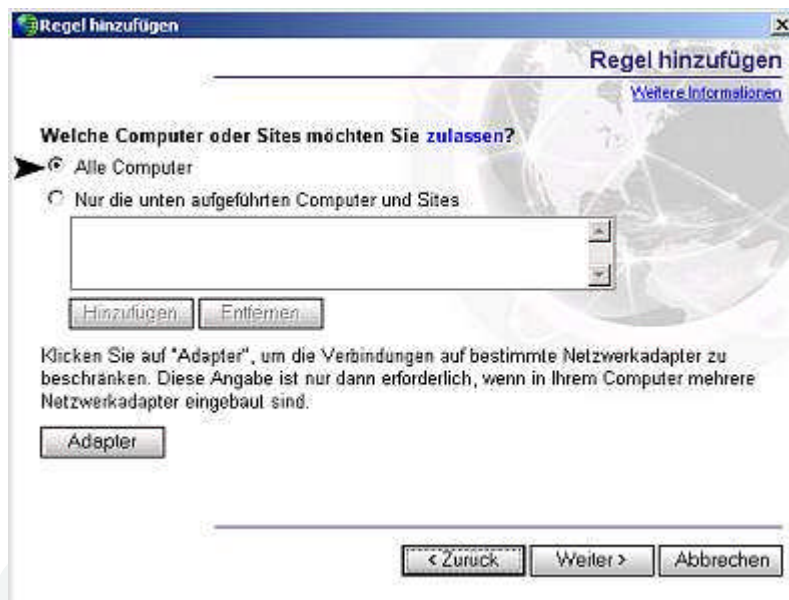 Regel hinzufügen
Regel hinzufügen
Weitere Informationen
Welche Computer oder Sites möchten Sie zulassen?
Alle Computer
Nur die unten aufgeführten Computer und Sites
Hinzufügen Entfernen
Klicken Sie auf "Adapter", um die Verbindungen auf bestimmte Netzwerkadapter zu
beschränken. Diese Angabe ist nur dann erforderlich, wenn in Ihrem Computer mehrere
Netzwerkadapter eingebaut sind.
Adapter
< Zurück Weiter > Abbrechen